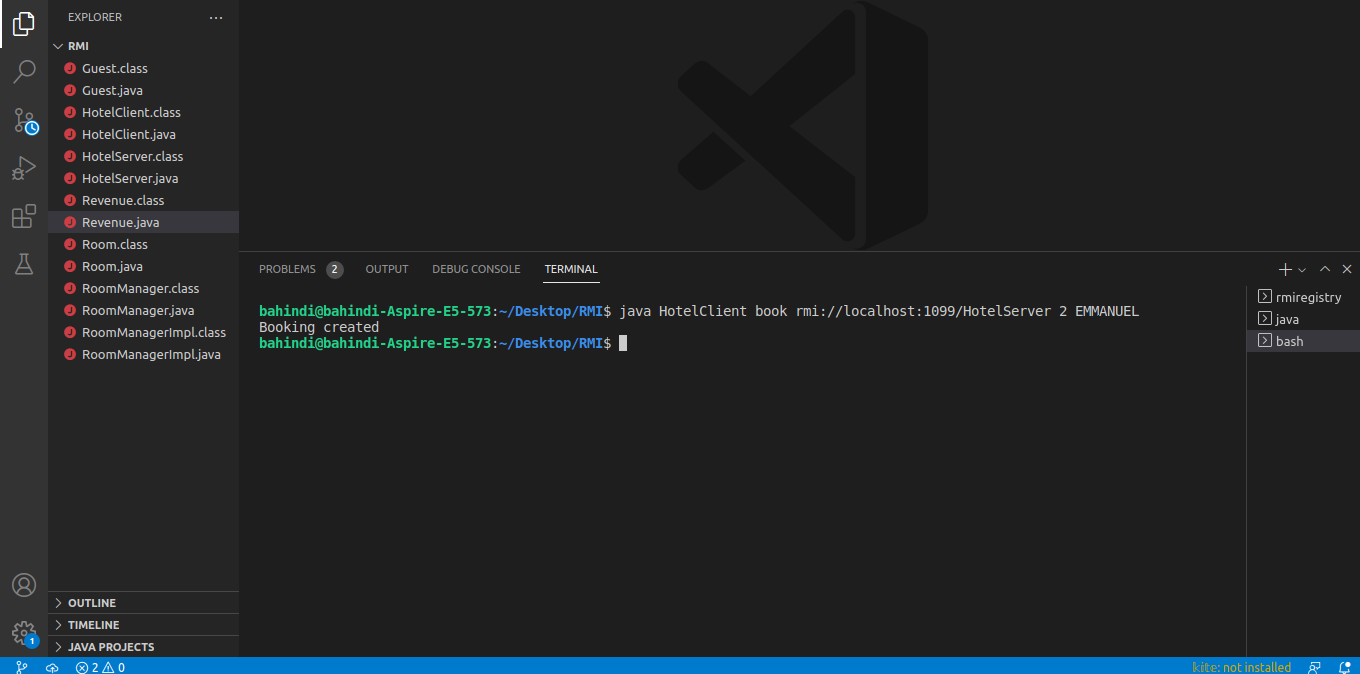 EXPLORER
RMI
Guest.class
Guest.java
HotelClient.class
HotelClient.java
HotelServer.class
HotelServer.java
Revenue.class
Revenue.java
Room.class
Room.java
RoomManager.class
RoomManager.java
RoomManagerImpl.class
RoomManagerImpl.java
OUTLINE
TIMELINE
JAVA PROJECTS
1
PROBLEMS 2 OUTPUT DEBUG CONSOLE TERMINAL
bahindi@bahindi-Aspire-E5-573:~/Desktop/RMI$ java HotelClient book rmi://localhost:1099/HotelServer 2 EMMANUEL
Booking created
bahindi@bahindi-Aspire-E5-573:~/Desktop/RMI$
rmiregistry
java
bash
2 0 kite: not installed